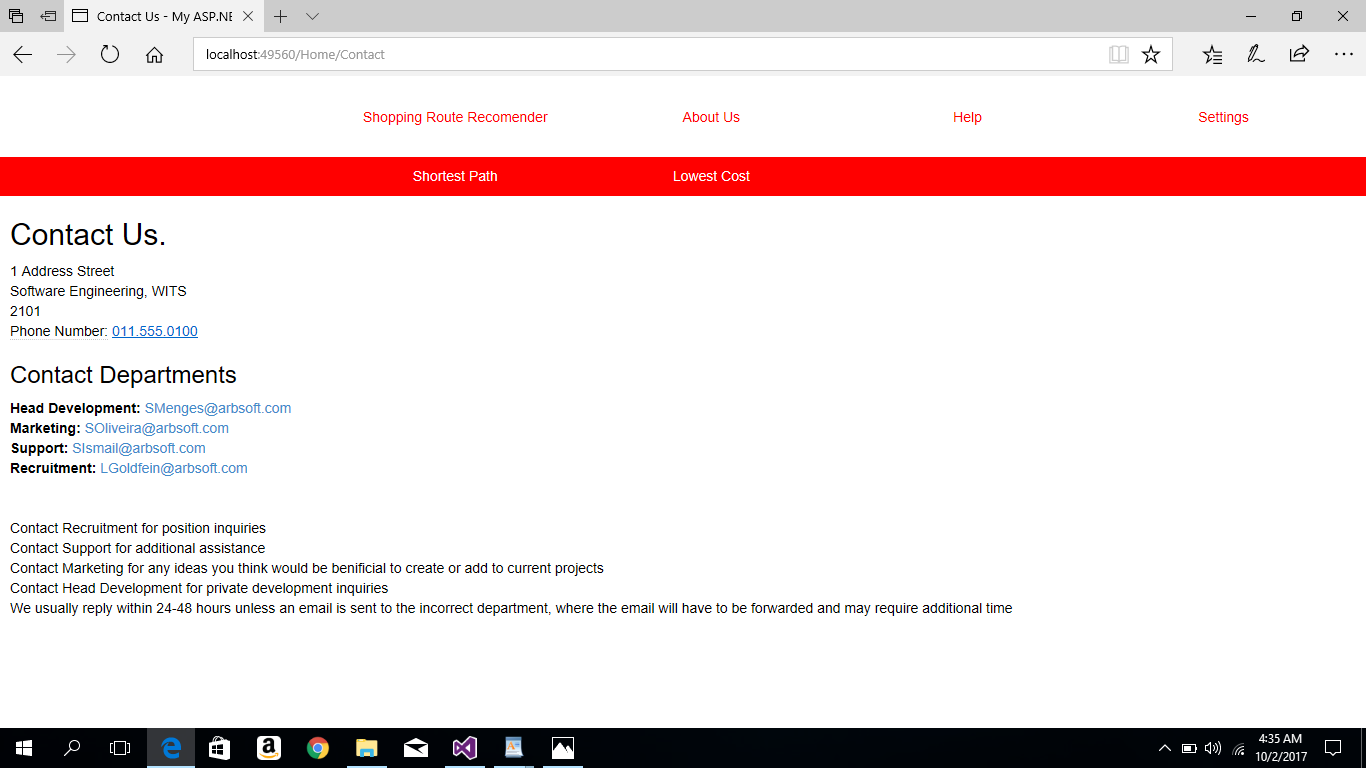 Contact Us - My ASP.NE
localhost:49560/Home/Contact
Shopping Route Recomender
About Us
Help
Settings
Shortest Path
Lowest Cost
Contact Us.
1 Address Street
Software Engineering, WITS
2101
Phone Number: 011.555.0100
Contact Departments
Head Development: SMenges@arbsoft.com
Marketing: SOliveira@arbsoft.com
Support: SIsmail@arbsoft.com
Recruitment: LGoldfein@arbsoft.com
Contact Recruitment for position inquiries
Contact Support for additional assistance
Contact Marketing for any ideas you think would be benificial to create or add to current projects
Contact Head Development for private development inquiries
We usually reply within 24-48 hours unless an email is sent to the incorrect department, where the email will have to be forwarded and may require additional time
4:35 AM
10/2/2017